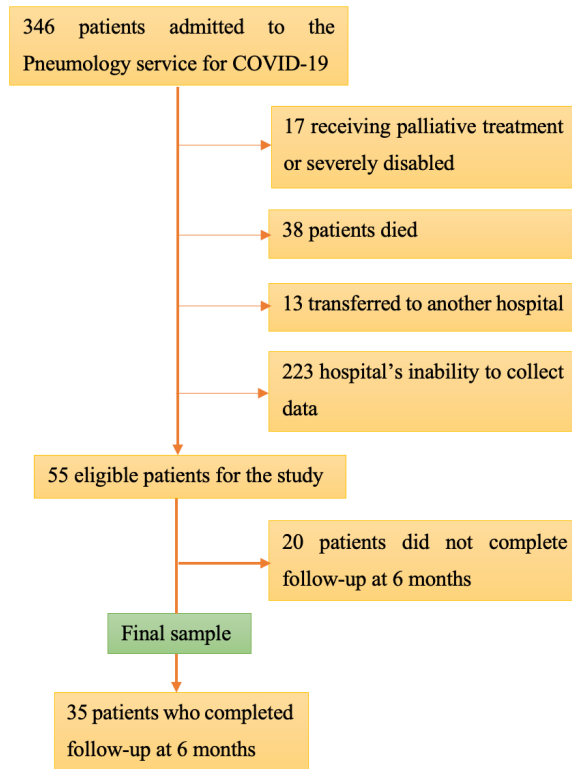 346 patients admitted to the
Pneumology service for COVID-19
17 receiving palliative treatment
or severely disabled
38 patients died
13 transferred to another hospital
223 hospital's inability to collect
data
55 eligible patients for the study
20 patients did not complete
follow-up at 6 months
Final sample
35 patients who completed
follow-up at 6 months